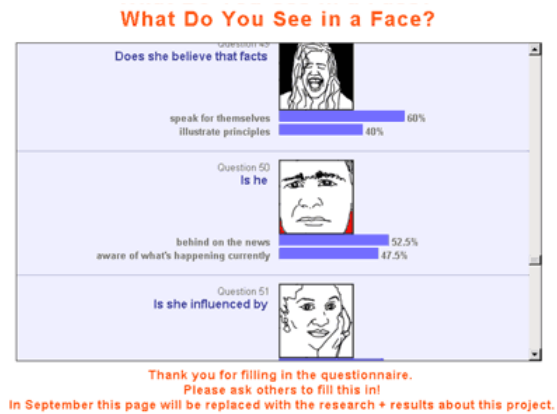 What Do You See in a Face?
Question 49
Does she believe that facts
speak for themselves 60%
illustrate principles 40%
Question 50
Is he
behind on the news 52.5%
aware of what's happening currently 47.5%
Question 51
Is she influenced by
Thank you for filling in the questionnaire.
Please ask others to fill this in!
In September this page will be replaced with the research + results about this project.